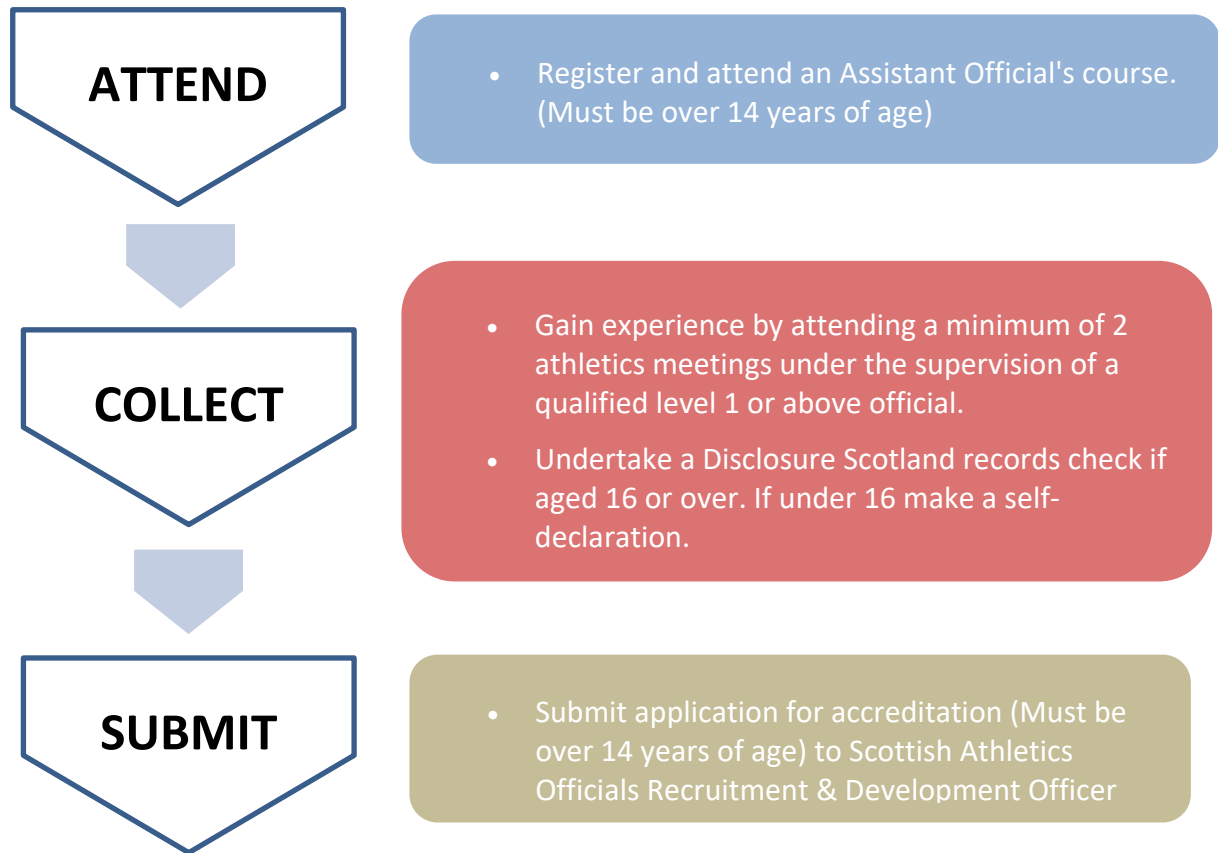 ATTEND
• Register and attend an Assistant Official's course.
(Must be over 14 years of age)
COLLECT
• Gain experience by attending a minimum of 2
athletics meetings under the supervision of a
qualified level 1 or above official.
• Undertake a Disclosure Scotland records check if
aged 16 or over. If under 16 make a self-
declaration.
SUBMIT
• Submit application for accreditation (Must be
over 14 years of age) to Scottish Athletics
Officials Recruitment & Development Officer